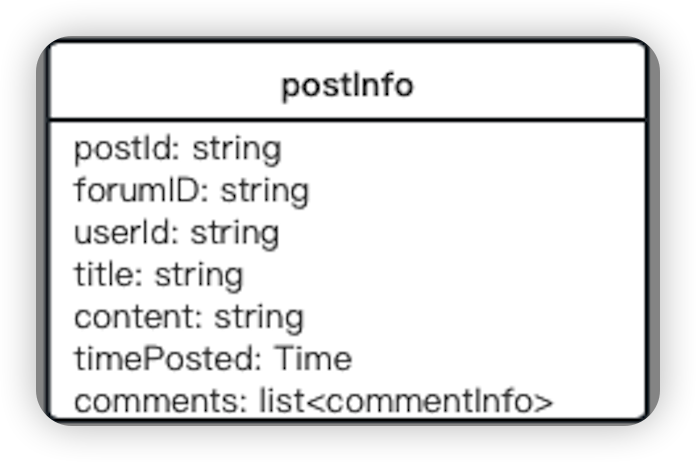 postInfo
postId: string
forumID: string
userId: string
title: string
content: string
timePosted: Time
comments: list<commentInfo>